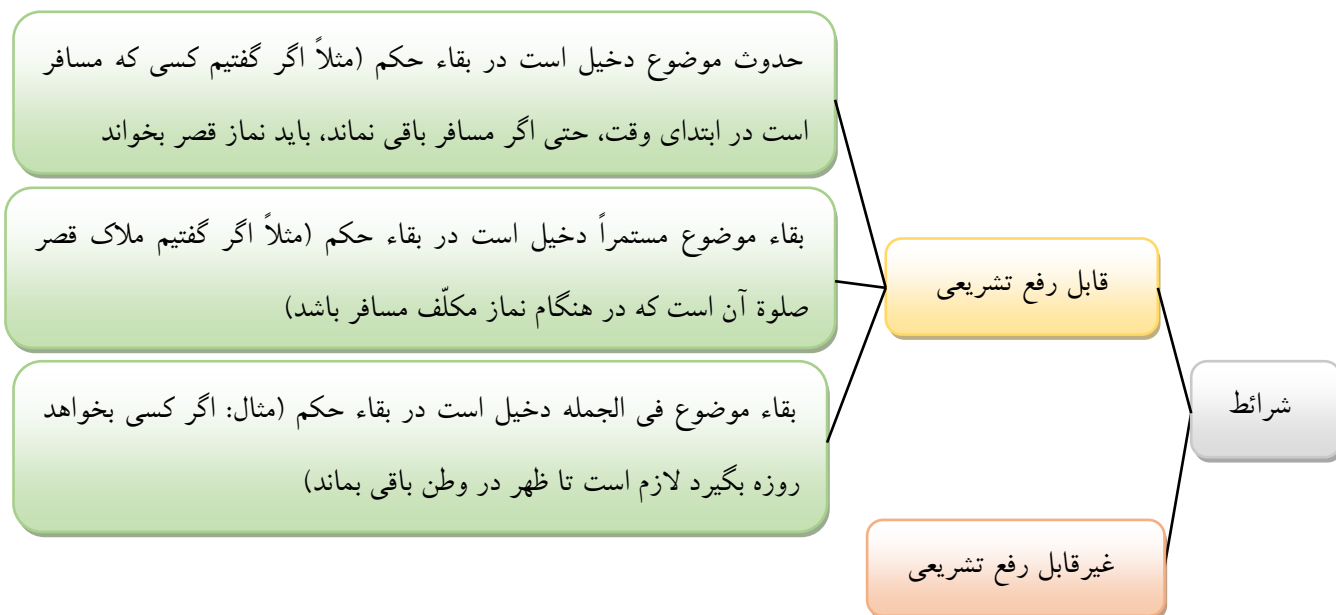 شرائط
قابل رفع تشریعی
حدوث موضوع دخیل است در بقاء حکم (مثلاً اگر گفتیم کسی که مسافر
است در ابتدای وقت، حتی اگر مسافر باقی نماند، باید نماز قصر بخواند
بقاء موضوع مستمراً دخیل است در بقاء حکم (مثلاً اگر گفتیم ملاک قصر
صلوة آن است که در هنگام نماز مکلّف مسافر باشد)
بقاء موضوع فی الجمله دخیل است در بقاء حکم (مثال: اگر کسی بخواهد
روزه بگیرد لازم است تا ظهر در وطن باقی بماند)
غیرقابل رفع تشریعی